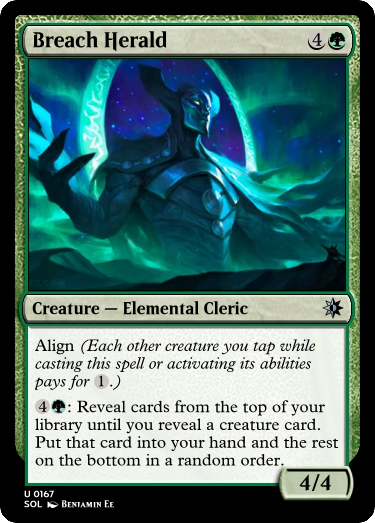 Breach Herald 4
Creature — Elemental Cleric
Align (Each other creature you tap while
casting this spell or activating its abilities
pays for 1.)
4: Reveal cards from the top of your
library until you reveal a creature card.
Put that card into your hand and the rest
on the bottom in a random order.
4/4
U 0167
SOL Benjamin Ee